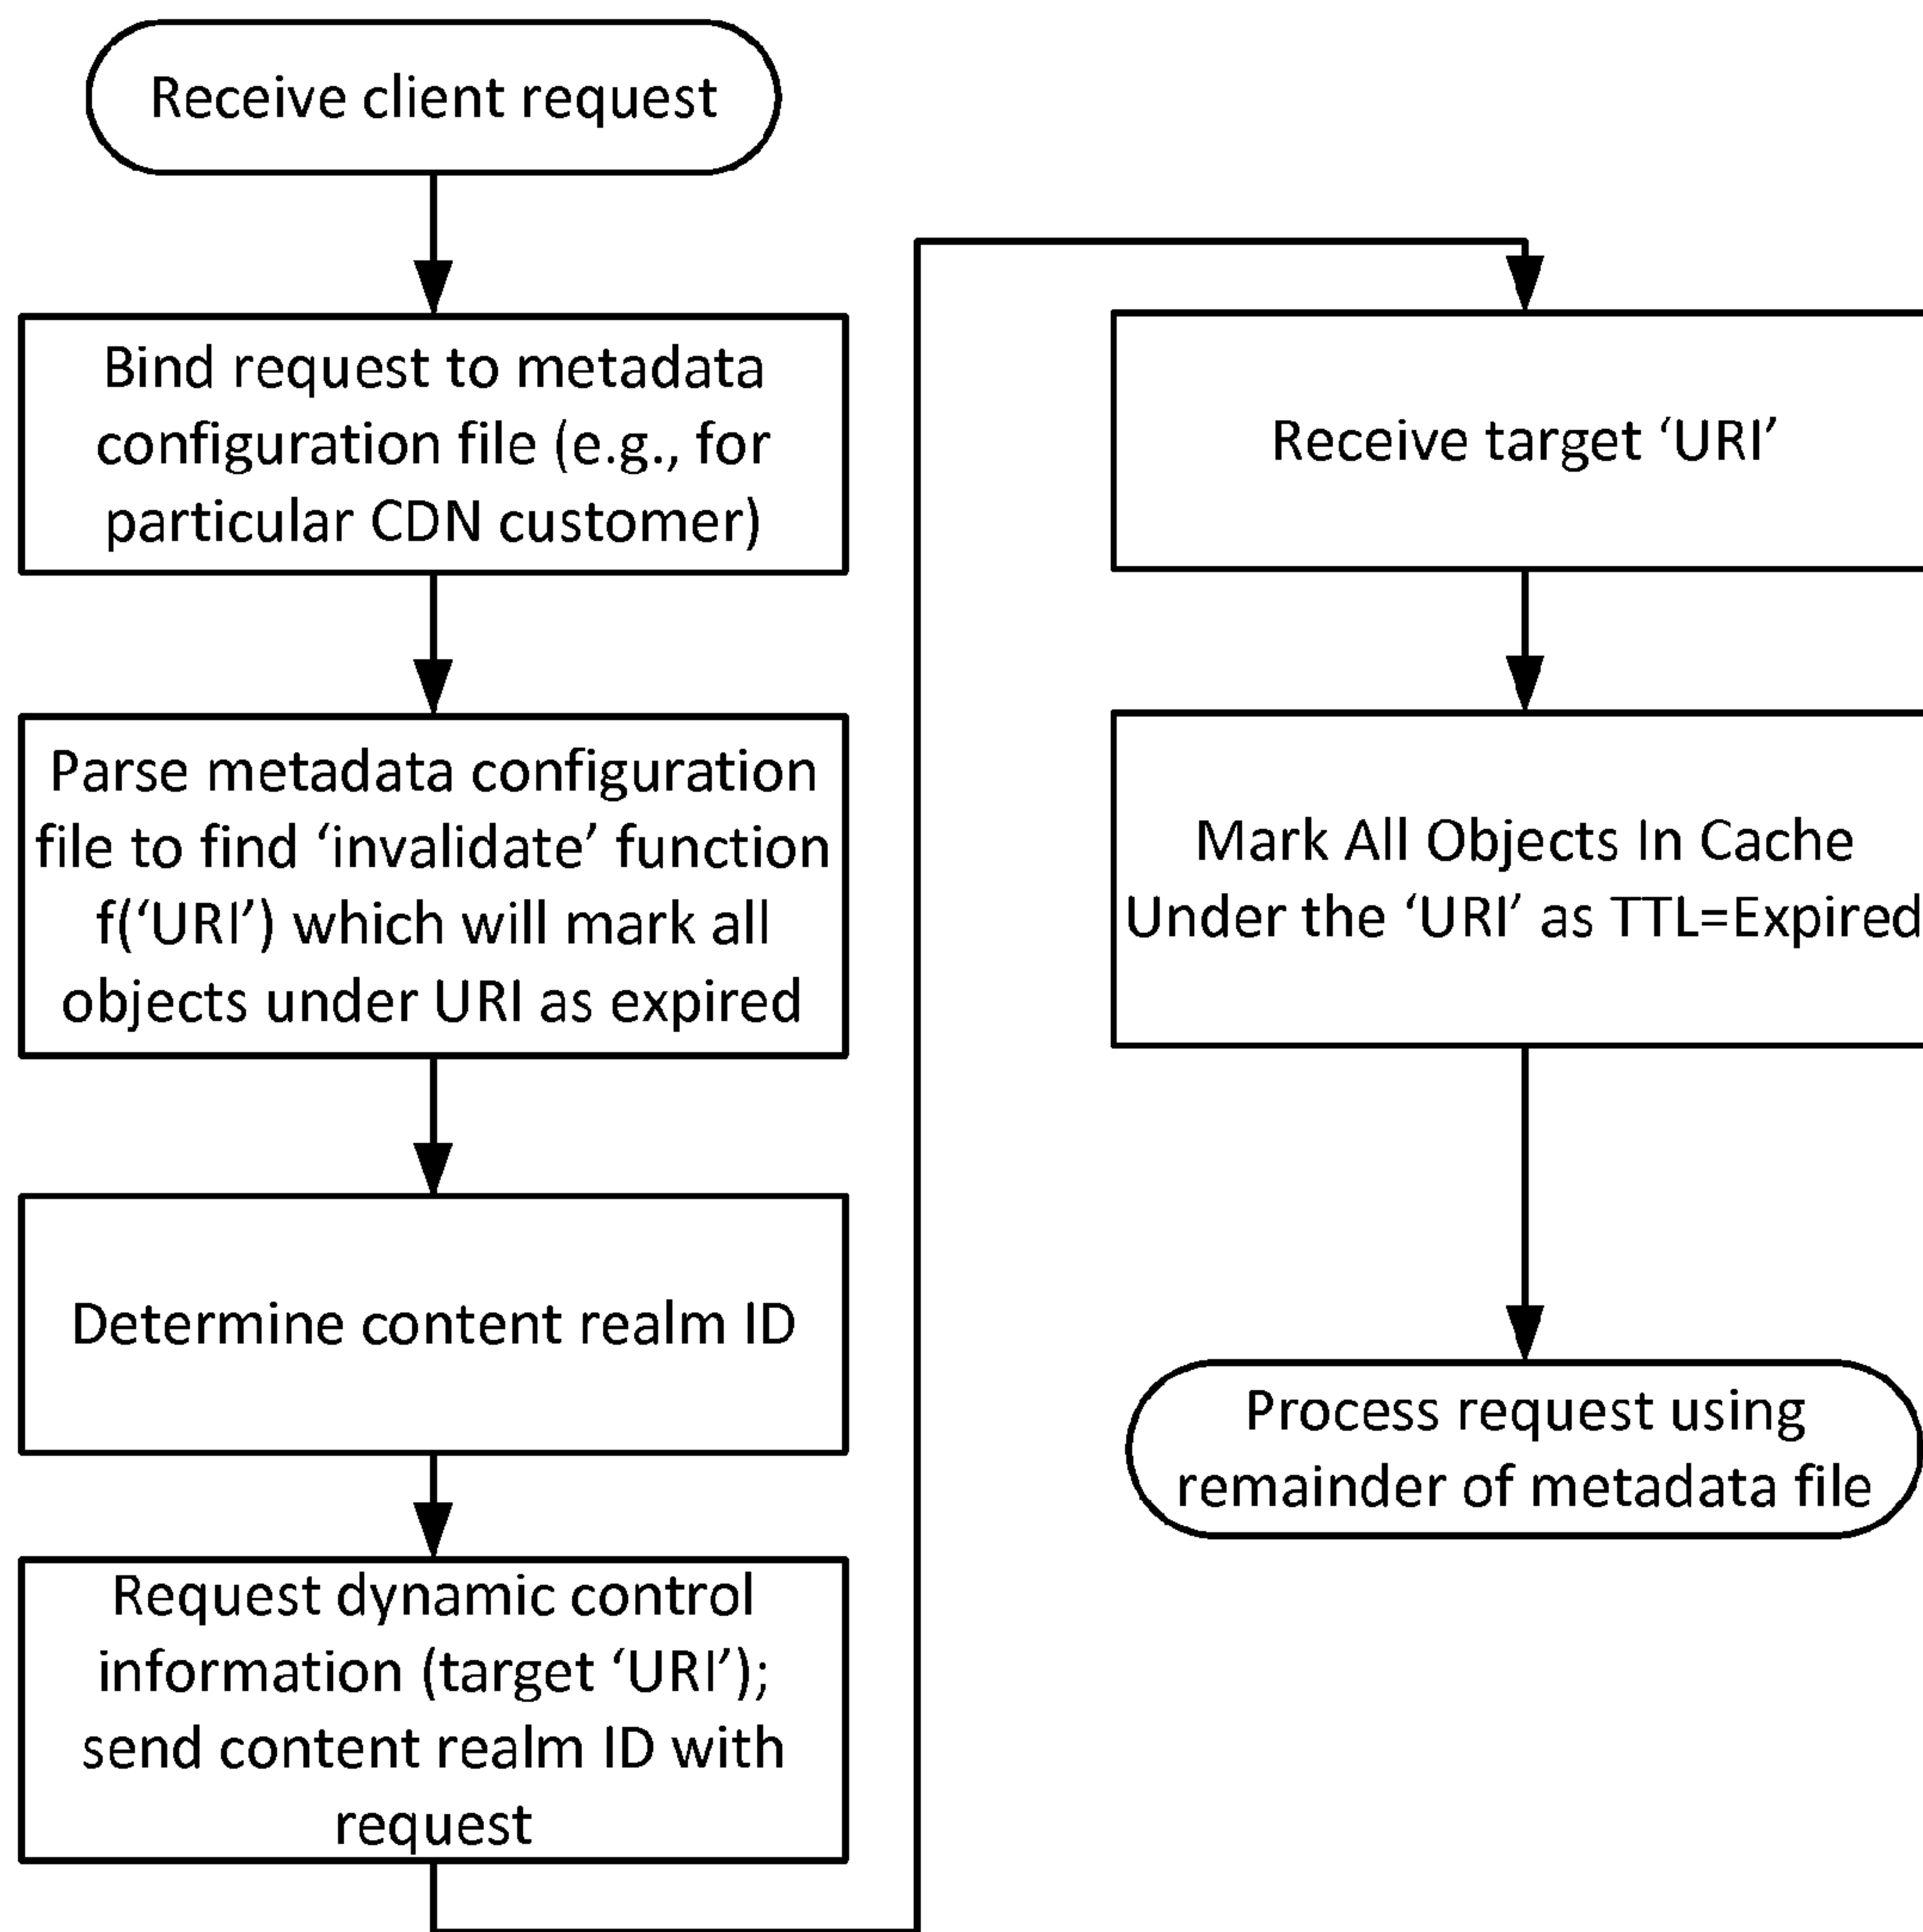 Receive client request
Bind request to metadata
configuration file (e.g., for
particular CDN customer)
Parse metadata configuration
file to find ‘invalidate’ function
f(‘URI’) which will mark all
objects under URI as expired
Determine content realm ID
Request dynamic control
information (target ‘URI’);
send content realm ID with
request
Receive target ‘URI’
Mark All Objects In Cache
Under the ‘URI’ as TTL=Expired
Process request using
remainder of metadata file